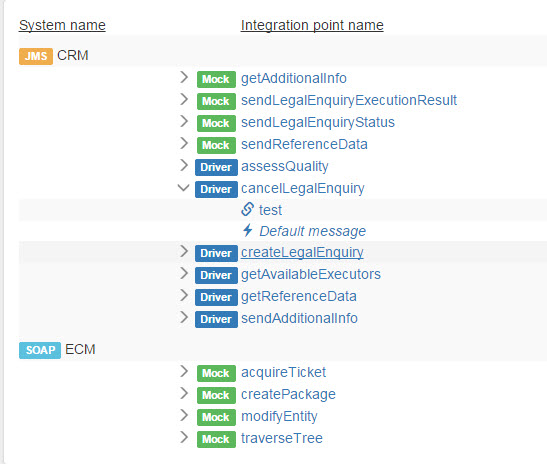 System name Integration point name
JMS CRM
Mock getAdditionalInfo
Mock sendLegalEnquiryExecutionResult
Mock sendLegalEnquiryStatus
Mock sendReferenceData
Driver assessQuality
Driver cancelLegalEnquiry
test
Default message
Driver createLegalEnquiry
Driver getAvailableExecutors
Driver getReferenceData
Driver sendAdditionalInfo
SOAP ECM
Mock acquireTicket
Mock createPackage
Mock modifyEntity
Mock traverseTree